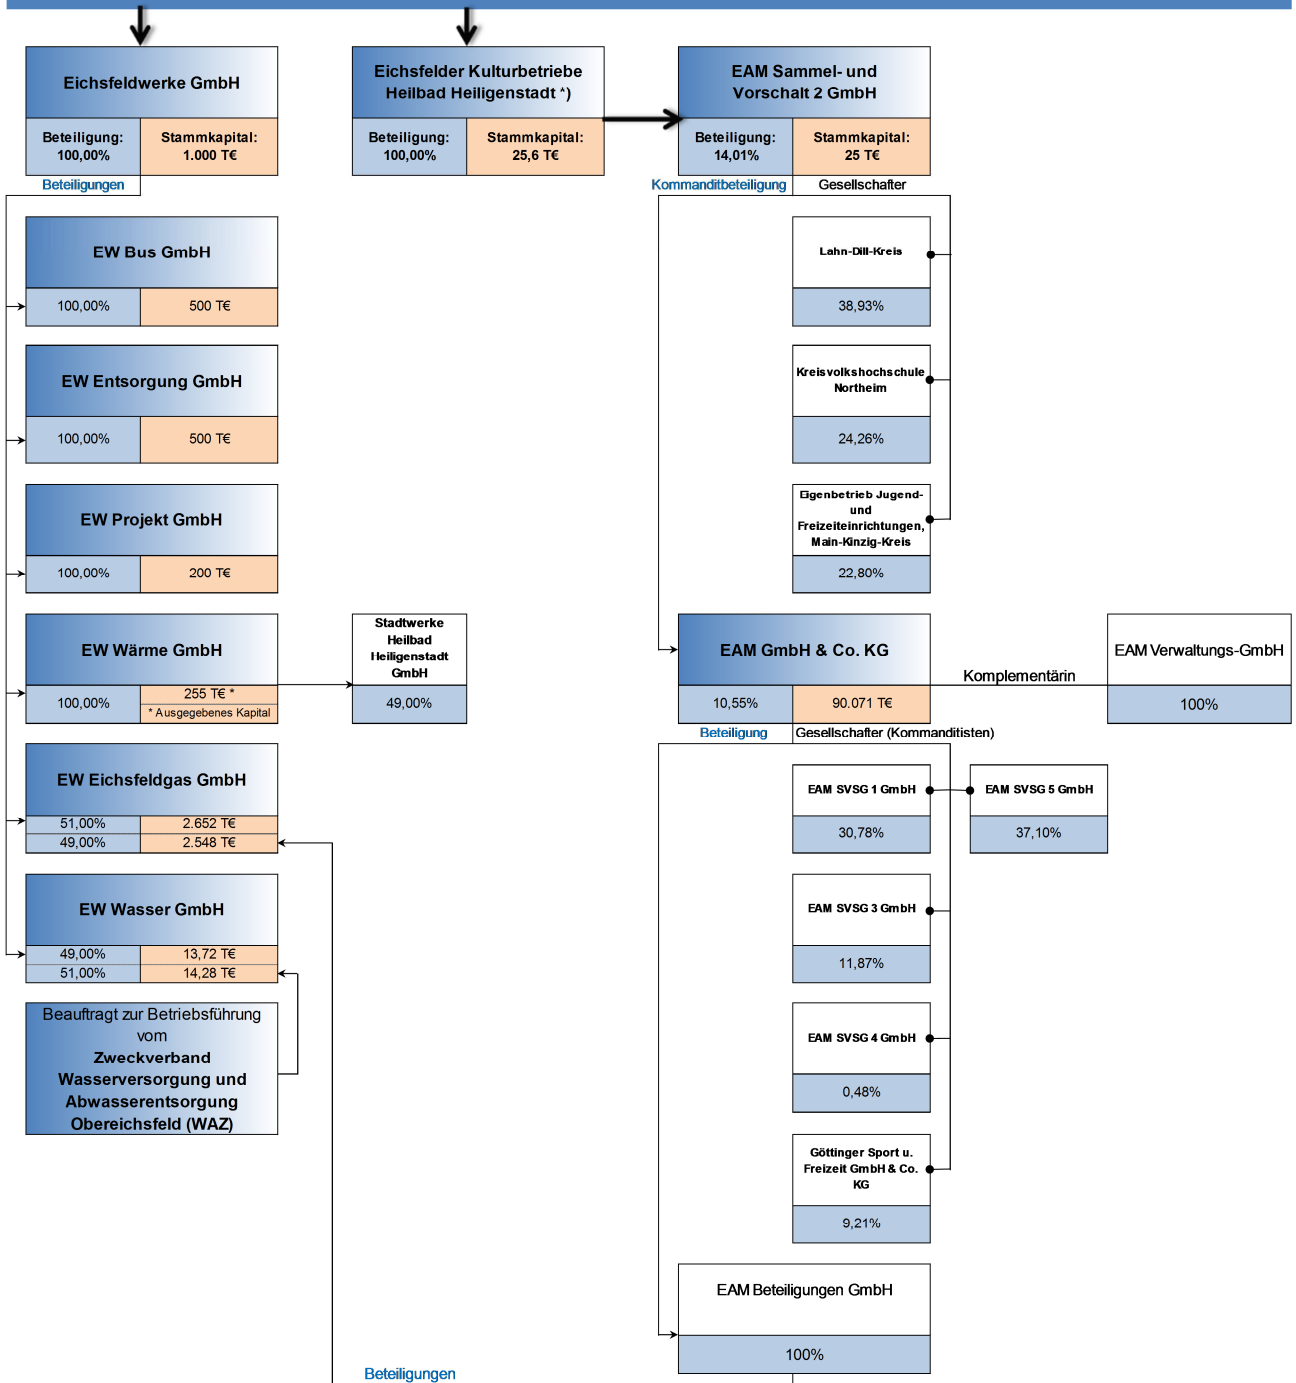 Eichsfeldwerke GmbH
Beteiligung:
100,00%
Stammkapital:
1.000 T€
Beteiligungen
EW Bus GmbH
100,00%
500 T€
EW Entsorgung GmbH
100,00%
500 T€
EW Projekt GmbH
100,00%
200 T€
EW Wärme GmbH
100,00%
255 T€ *
* Ausgegebenes Kapital
Stadtwerke
Heilbad
Heiligenstadt
GmbH
49,00%
EW Eichsfeldgas GmbH
51,00%
2.652 T€
49,00%
2.548 T€
EW Wasser GmbH
49,00%
13,72 T€
51,00%
14,28 T€
Beauftragt zur Betriebsführung
vom
Zweckverband
Wasserversorgung und
Abwasserentsorgung
Obereichsfeld (WAZ)
Eichsfelder Kulturbetriebe
Heilbad Heiligenstadt *)
Beteiligung:
100,00%
Stammkapital:
25,6 T€
EAM Sammel- und
Vorschalt 2 GmbH
Beteiligung:
14,01%
Stammkapital:
25 T€
Kommanditbeteiligung
Gesellschafter
Lahn-Dill-Kreis
38,93%
Kreisvolkshochschule
Northeim
24,26%
Eigenbetrieb Jugend-
und
Freizeiteinrichtungen,
Main-Kinzig-Kreis
22,80%
EAM GmbH & Co. KG
10,55%
90.071 T€
Komplementärin
EAM Verwaltungs-GmbH
100%
Beteiligung
Gesellschafter (Kommanditisten)
EAM SVSG 1 GmbH
30,78%
EAM SVSG 5 GmbH
37,10%
EAM SVSG 3 GmbH
11,87%
EAM SVSG 4 GmbH
0,48%
Göttinger Sport u.
Freizeit GmbH & Co.
KG
9,21%
EAM Beteiligungen GmbH
100%
Beteiligungen